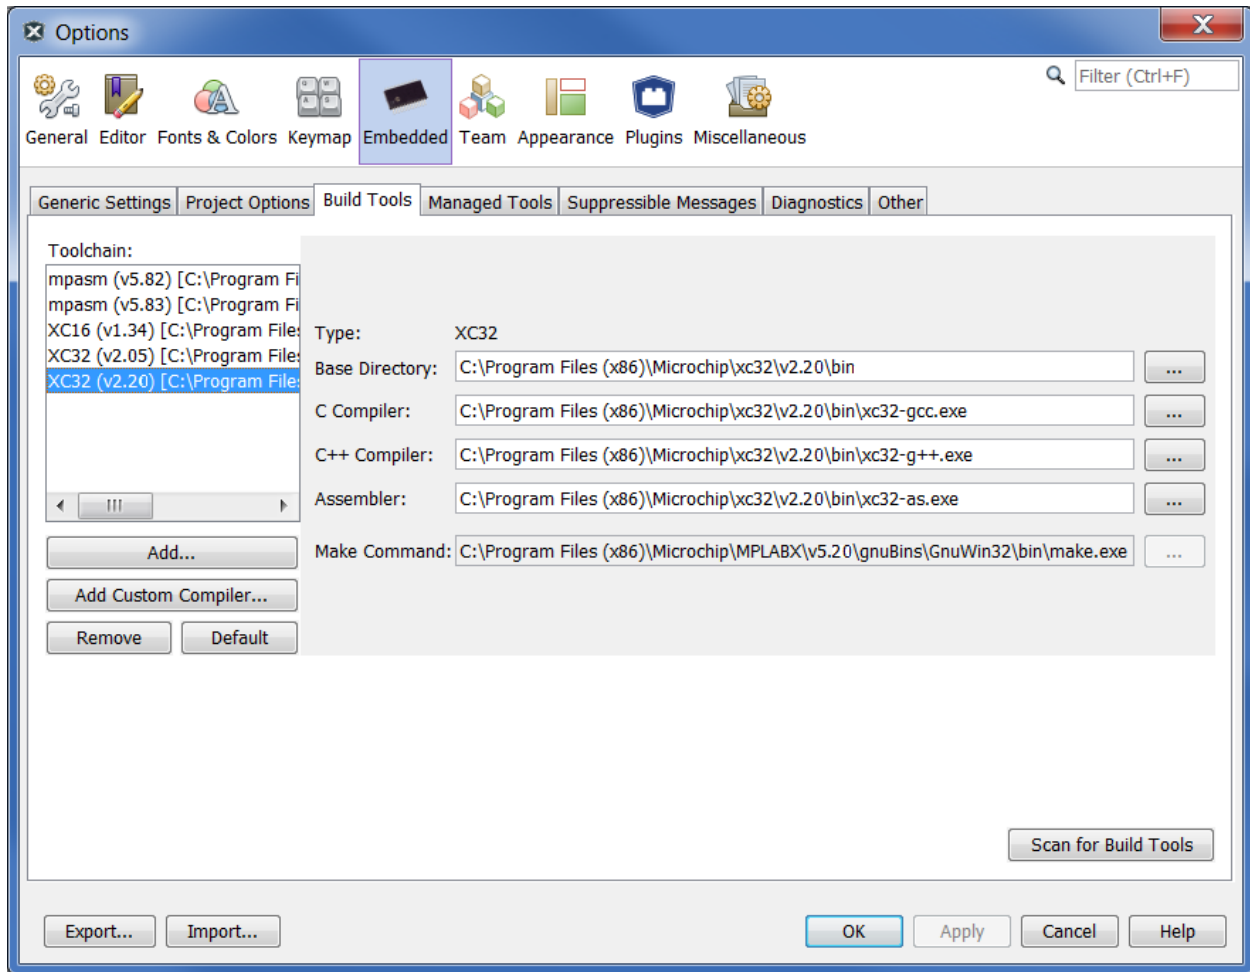 Options
Filter (Ctrl+F)
General Editor Fonts & Colors Keymap Embedded Team Appearance Plugins Miscellaneous
Generic Settings Project Options Build Tools Managed Tools Suppressible Messages Diagnostics Other
Toolchain:
mpasm (v5.82) [C:\Program Fi
mpasm (v5.83) [C:\Program Fi
XC16 (v1.34) [C:\Program Files
XC32 (v2.05) [C:\Program Files
XC32 (v2.20) [C:\Program Files
Add...
Add Custom Compiler...
Remove Default
Type: XC32
Base Directory: C:\Program Files (x86)\Microchip\xc32\v2.20\bin ...
C Compiler: C:\Program Files (x86)\Microchip\xc32\v2.20\bin\xc32-gcc.exe ...
C++ Compiler: C:\Program Files (x86)\Microchip\xc32\v2.20\bin\xc32-g++.exe ...
Assembler: C:\Program Files (x86)\Microchip\xc32\v2.20\bin\xc32-as.exe ...
Make Command: C:\Program Files (x86)\Microchip\MPLABX\v5.20\gnuBins\GnuWin32\bin\make.exe ...
Scan for Build Tools
Export... Import... OK Apply Cancel Help